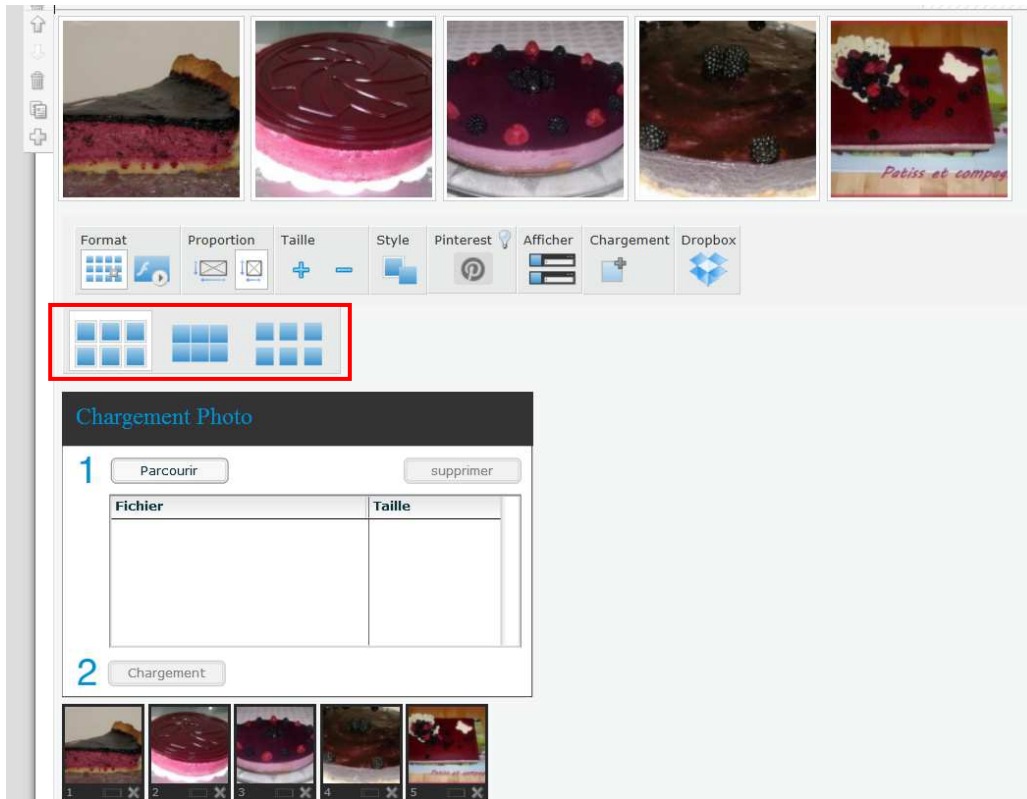 Patiss et compag
Format Proportion Taille Style Pinterest Afficher Chargement Dropbox
Chargement Photo
1 Parcourir supprimer
Fichier Taille
2 Chargement
1 2 3 4 5